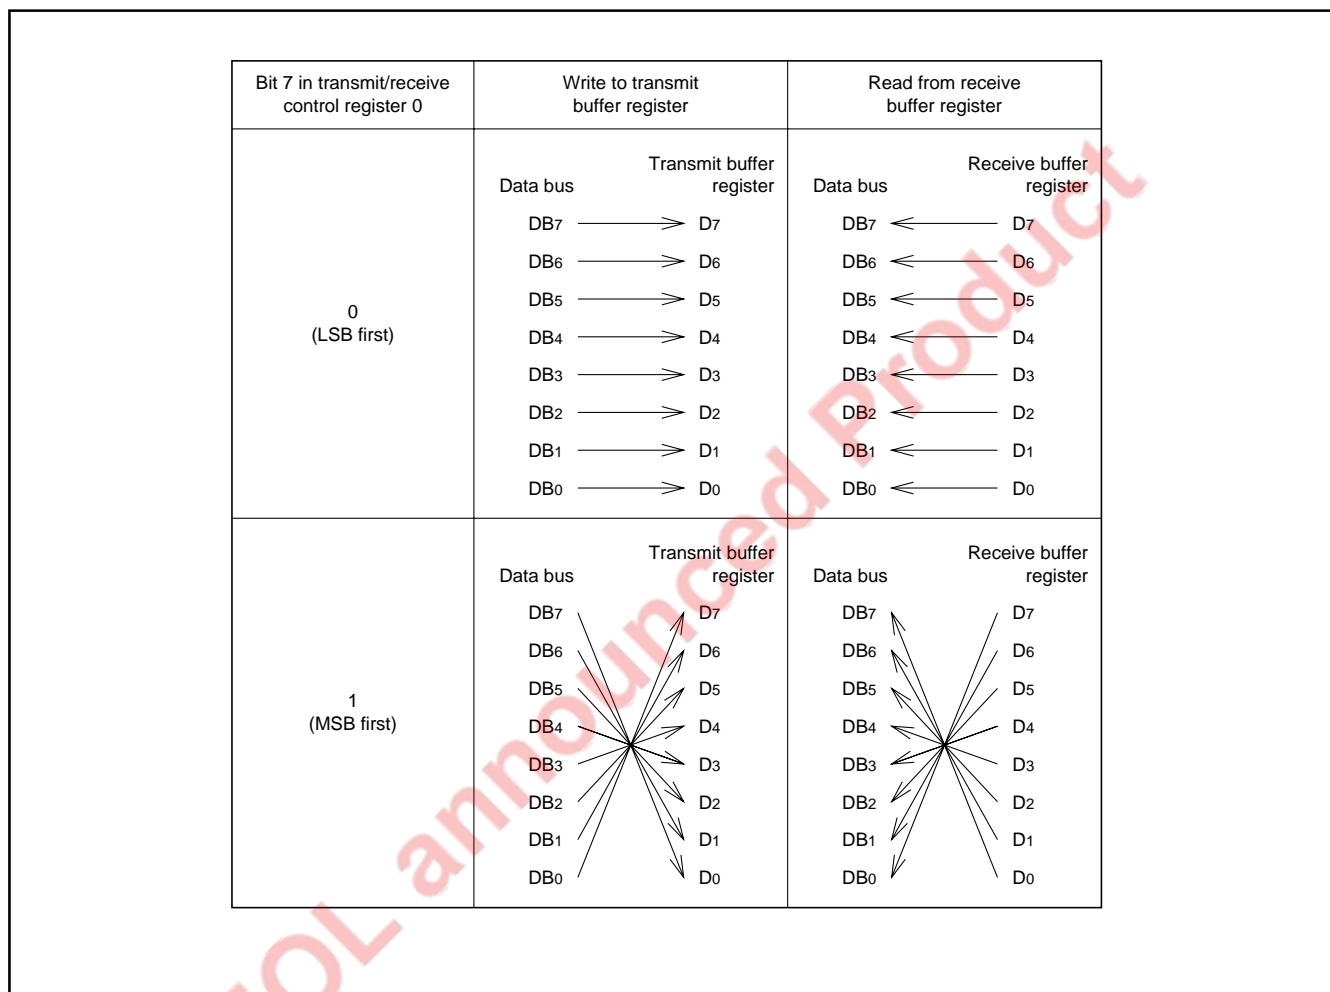 Bit 7 in transmit/receive
control register 0
Write to transmit
buffer register
Read from receive
buffer register
0
(LSB first)
Transmit buffer
Data bus register
DB7 D7
DB6 D6
DB5 D5
DB4 D4
DB3 D3
DB2 D2
DB1 D1
DB0 D0
Receive buffer
Data bus register
DB7 D7
DB6 D6
DB5 D5
DB4 D4
DB3 D3
DB2 D2
DB1 D1
DB0 D0
1
(MSB first)
Transmit buffer
Data bus register
DB7 D7
DB6 D6
DB5 D5
DB4 D4
DB3 D3
DB2 D2
DB1 D1
DB0 D0
Receive buffer
Data bus register
DB7 D7
DB6 D6
DB5 D5
DB4 D4
DB3 D3
DB2 D2
DB1 D1
DB0 D0
OL announced Product